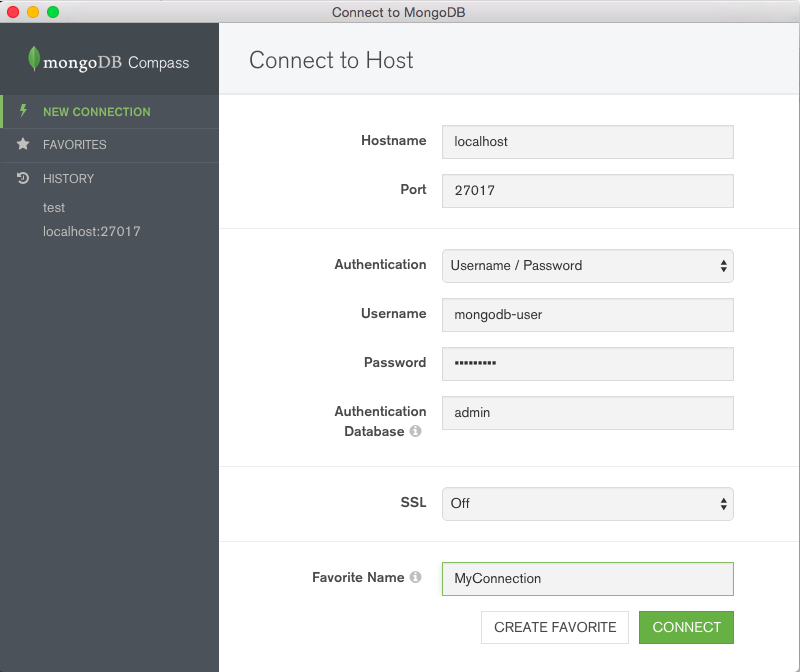 Connect to MongoDB
mongoDB Compass
NEW CONNECTION
FAVORITES
HISTORY
test
localhost:27017
Connect to Host
Hostname localhost
Port 27017
Authentication Username / Password
Username mongodb-user
Password •••••••••
Authentication
Database admin
SSL Off
Favorite Name MyConnection
CREATE FAVORITE CONNECT